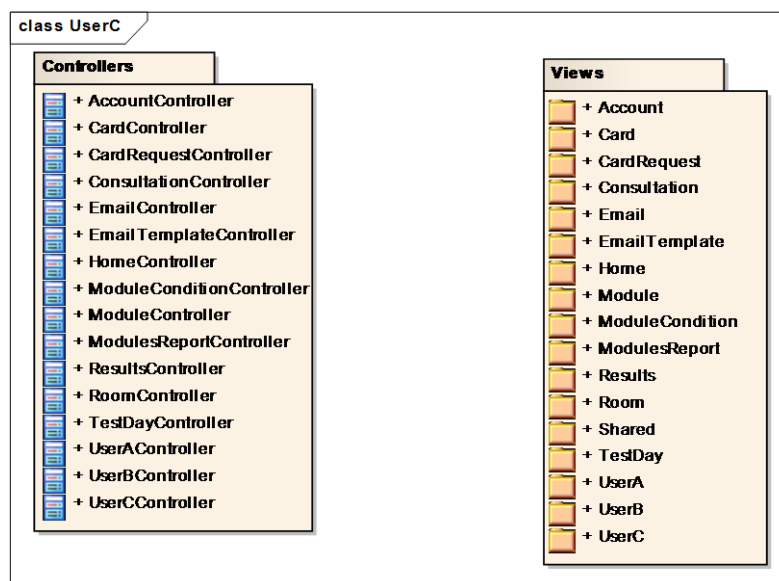 class UserC
Controllers
+ AccountController
+ CardController
+ CardRequestController
+ ConsultationController
+ EmailController
+ EmailTemplateController
+ HomeController
+ ModuleConditionController
+ ModuleController
+ ModulesReportController
+ ResultsController
+ RoomController
+ TestDayController
+ UserAController
+ UserBController
+ UserCController
Views
+ Account
+ Card
+ CardRequest
+ Consultation
+ Email
+ EmailTemplate
+ Home
+ Module
+ ModuleCondition
+ ModulesReport
+ Results
+ Room
+ Shared
+ TestDay
+ UserA
+ UserB
+ UserC